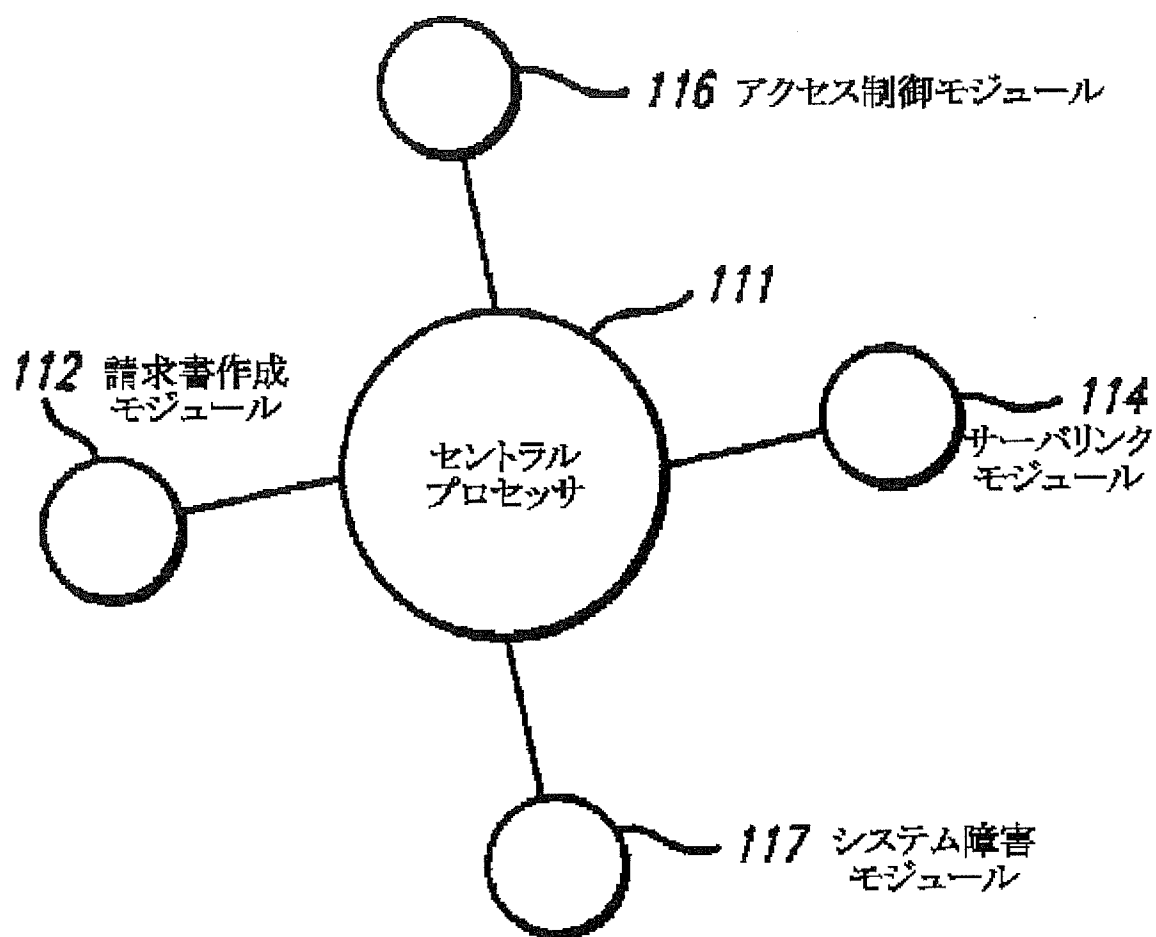 116 アクセス制御モジュール
111
112 請求書作成
モジュール
114
サーバリンク
モジュール
セントラル
プロセッサ
117 システム障害
モジュール